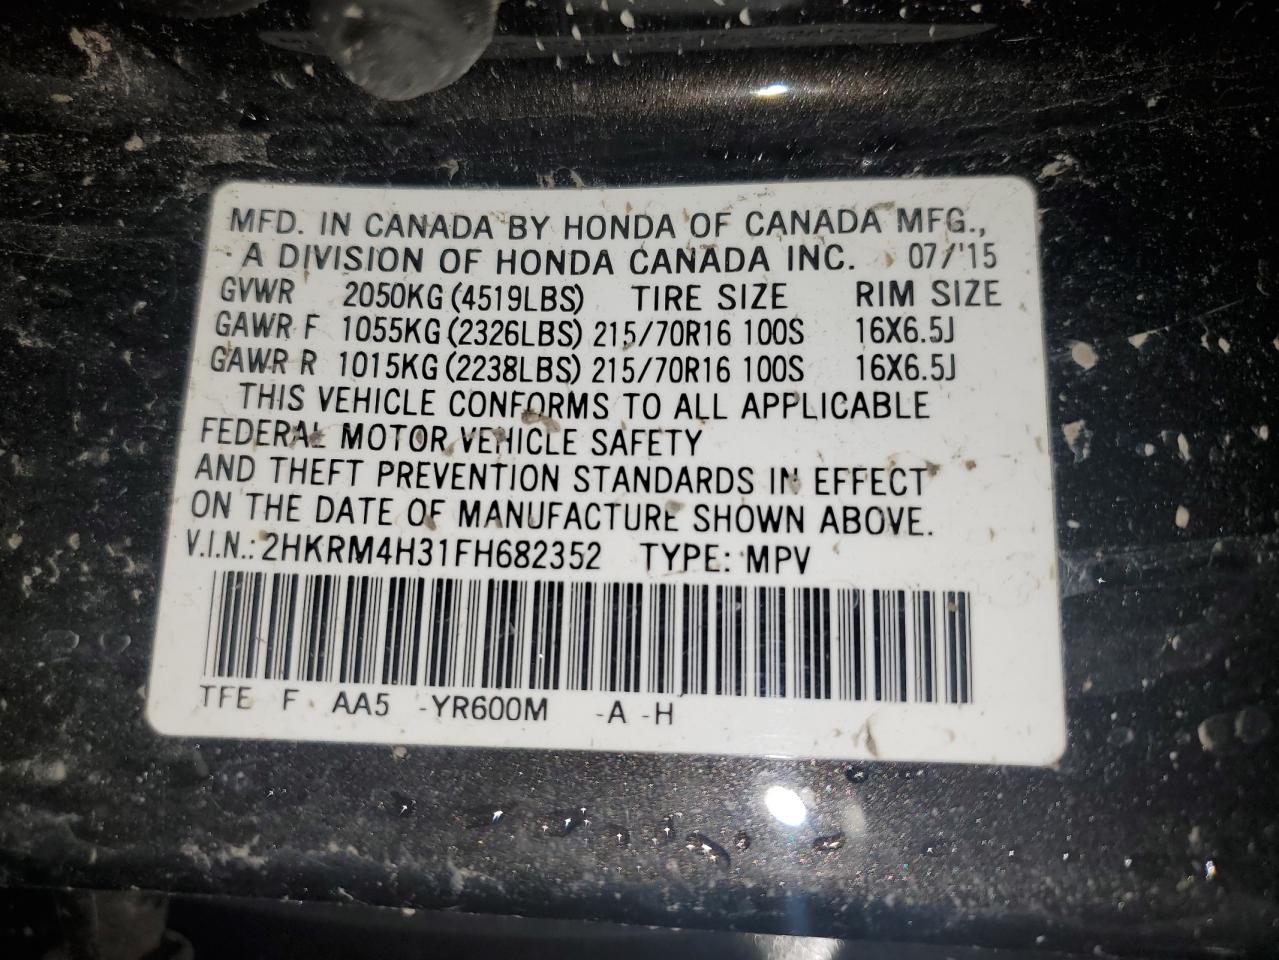 MFD. IN CANADA BY HONDA OF CANADA MFG.,
A DIVISION OF HONDA CANADA INC. 07/'15
GVWR 2050KG (4519LBS) TIRE SIZE RIM SIZE
GAWR F 1055KG (2326LBS) 215/70R16 100S 16X6.5J
GAWR R 1015KG (2238LBS) 215/70R16 100S 16X6.5J
THIS VEHICLE CONFORMS TO ALL APPLICABLE
FEDERAL MOTOR VEHICLE SAFETY
AND THEFT PREVENTION STANDARDS IN EFFECT
ON THE DATE OF MANUFACTURE SHOWN ABOVE.
V.I.N.: 2HKRM4H31FH682352 TYPE: MPV
TFE F AA5 -YR600M -A -H